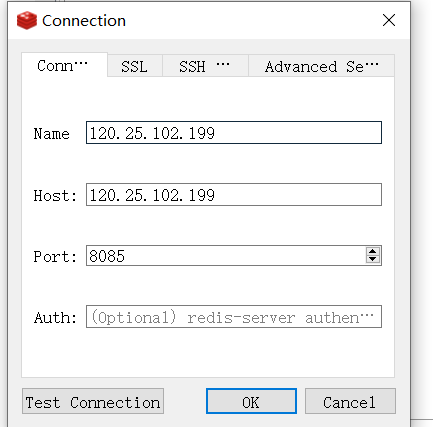 Connection
Conn… SSL SSH … Advanced Se…
Name 120.25.102.199
Host: 120.25.102.199
Port: 8085
Auth: (Optional) redis-server authen…
Test Connection OK Cancel